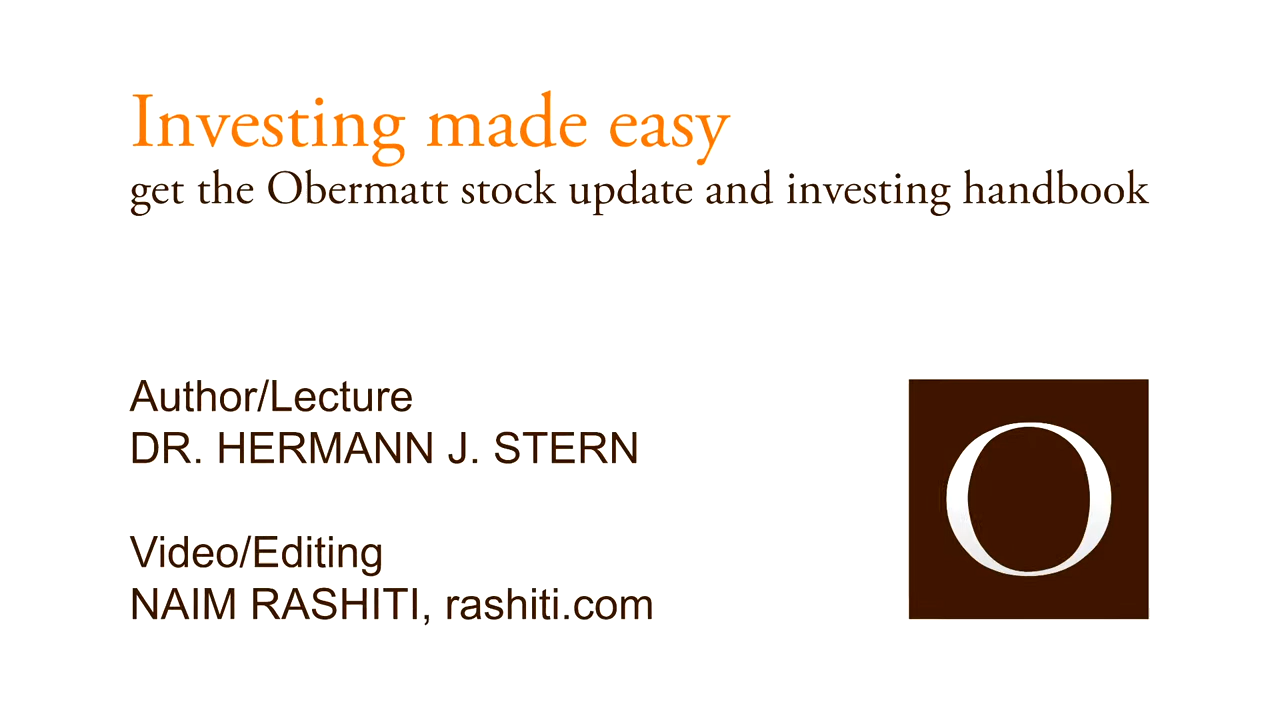 Investing made easy
get the Obermatt stock update and investing handbook
Author/Lecture
DR. HERMANN J. STERN
Video/Editing
NAIM RASHITI, rashiti.com
O